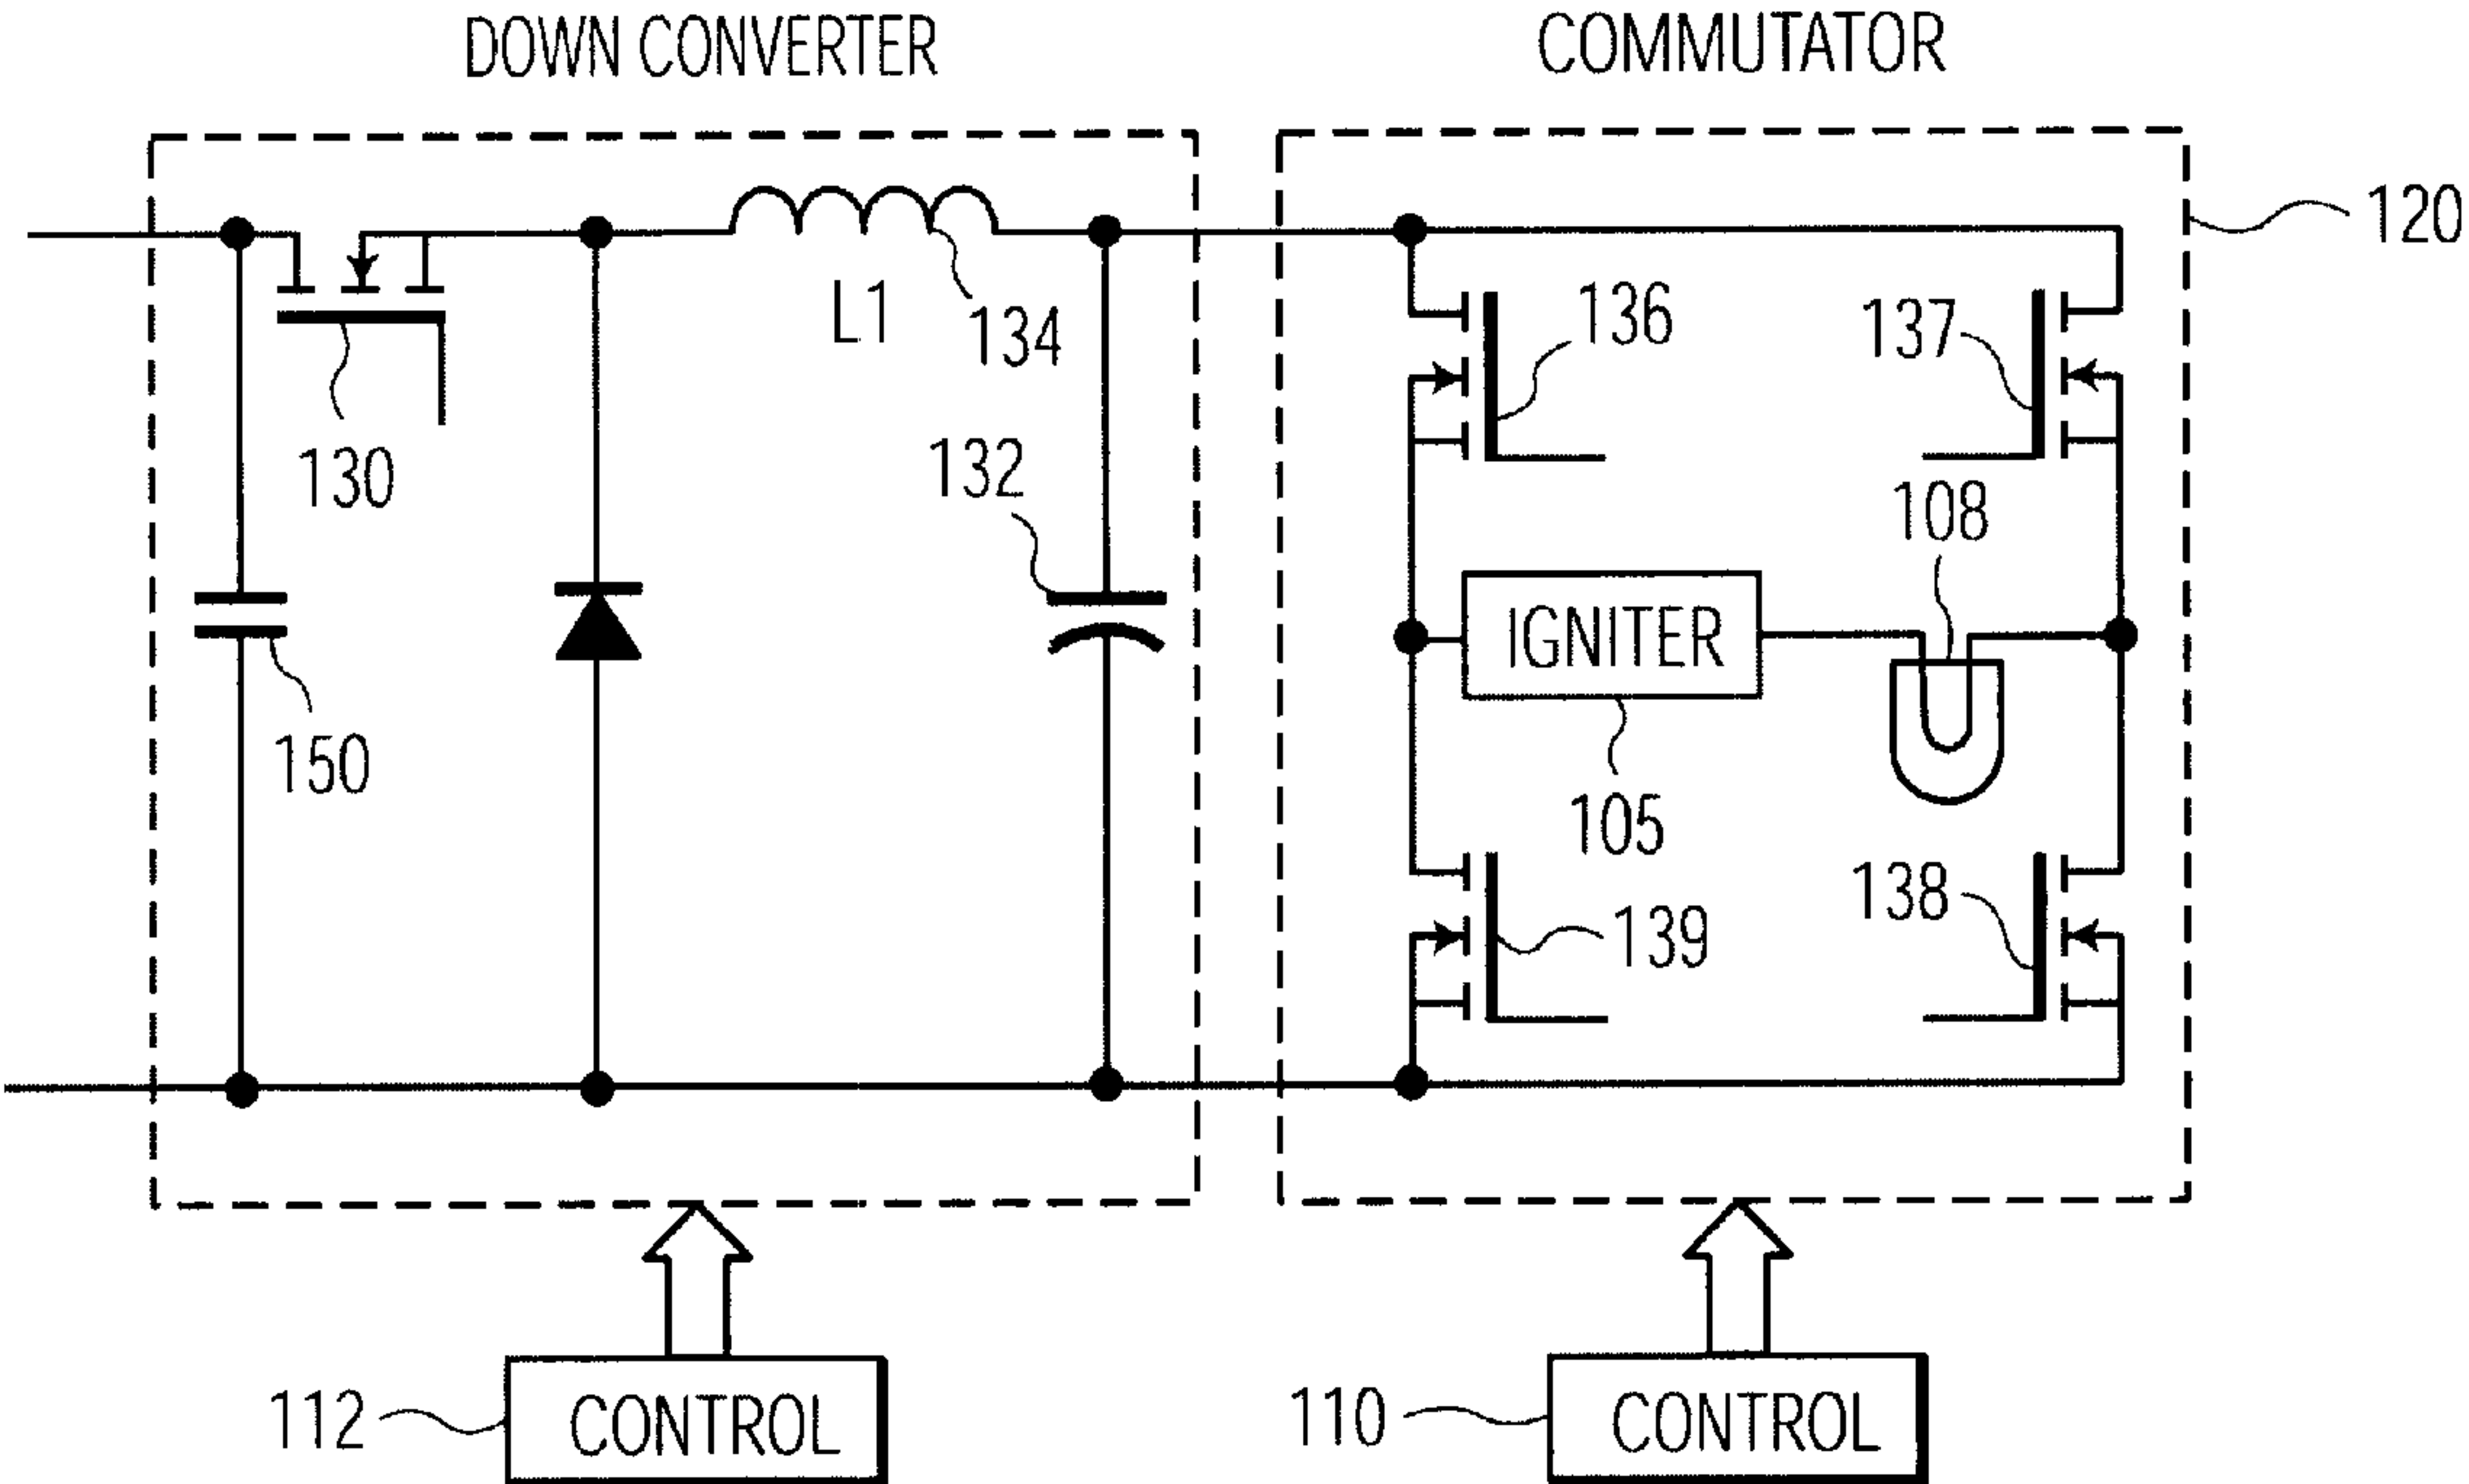 DOWN CONVERTER
COMMUTATOR
120
L1
134
136
137
130
132
108
IGNITER
150
105
139
138
112
CONTROL
110
CONTROL